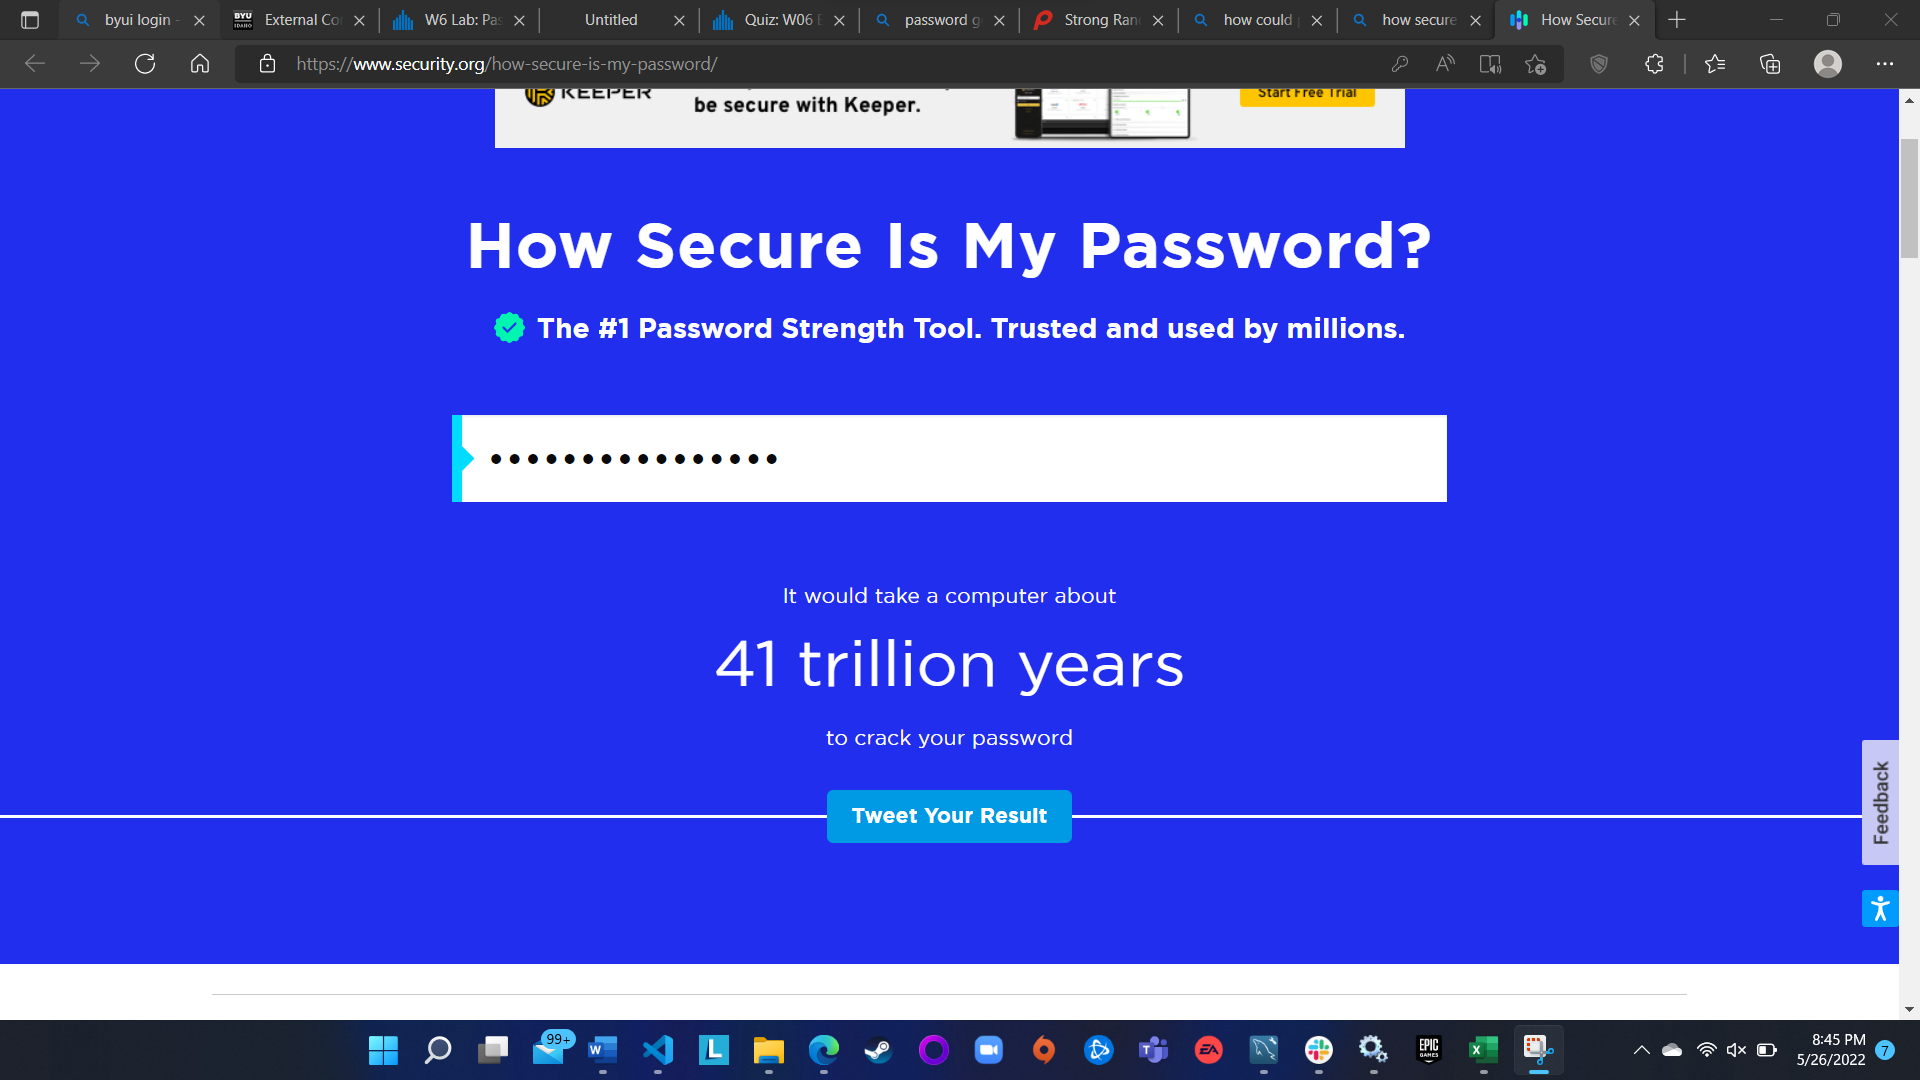 byui login -
External Co
W6 Lab: Pas
Untitled
Quiz: W06 E
password g
Strong Ran
how could
how secure
How Secure
https://www.security.org/how-secure-is-my-password/
KEEPER
be secure with Keeper.
Start Free Trial
How Secure Is My Password?
The #1 Password Strength Tool. Trusted and used by millions.
••••••••••••••••
It would take a computer about
41 trillion years
to crack your password
Tweet Your Result
Feedback
99+
8:45 PM
5/26/2022
7